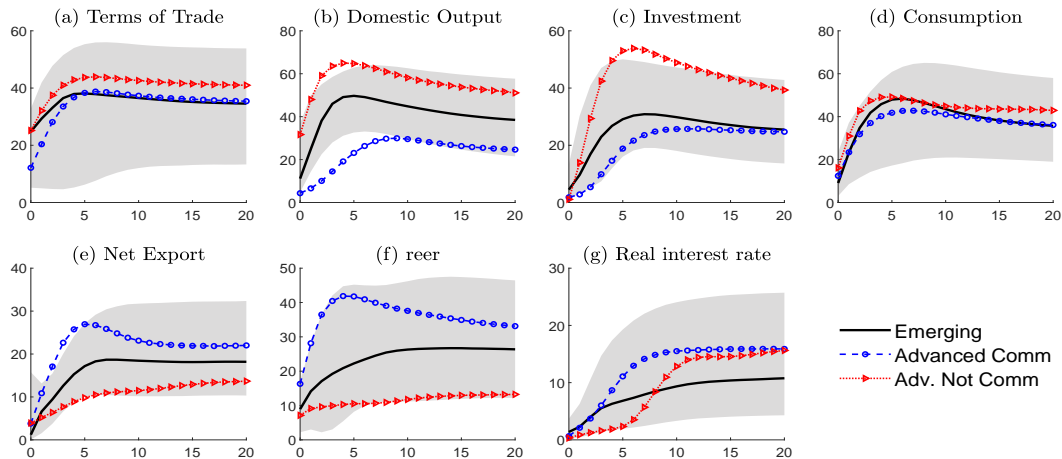 (a) Terms of Trade
(b) Domestic Output
(c) Investment
(d) Consumption
60
40
20
0
0 5 10 15 20
80
60
40
20
0
0 5 10 15 20
60
40
20
0
0 5 10 15 20
80
60
40
20
0
0 5 10 15 20
(e) Net Export
(f) reer
(g) Real interest rate
40
30
20
10
0
0 5 10 15 20
50
40
30
20
10
0
0 5 10 15 20
30
20
10
0
0 5 10 15 20
Emerging
Advanced Comm
Adv. Not Comm